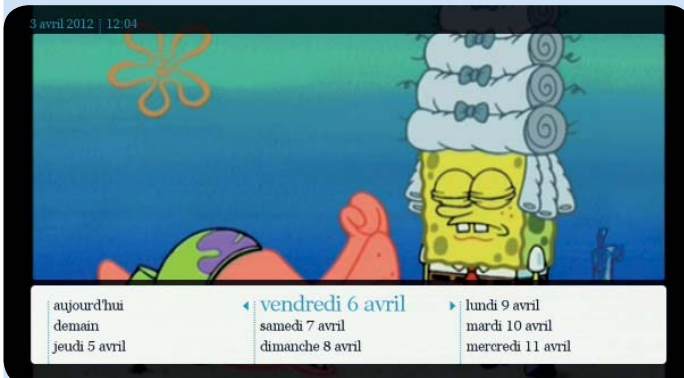 3 avril 2012 | 12:04
aujourd'hui
demain
jeudi 5 avril
vendredi 6 avril
samedi 7 avril
dimanche 8 avril
lundi 9 avril
mardi 10 avril
mercredi 11 avril